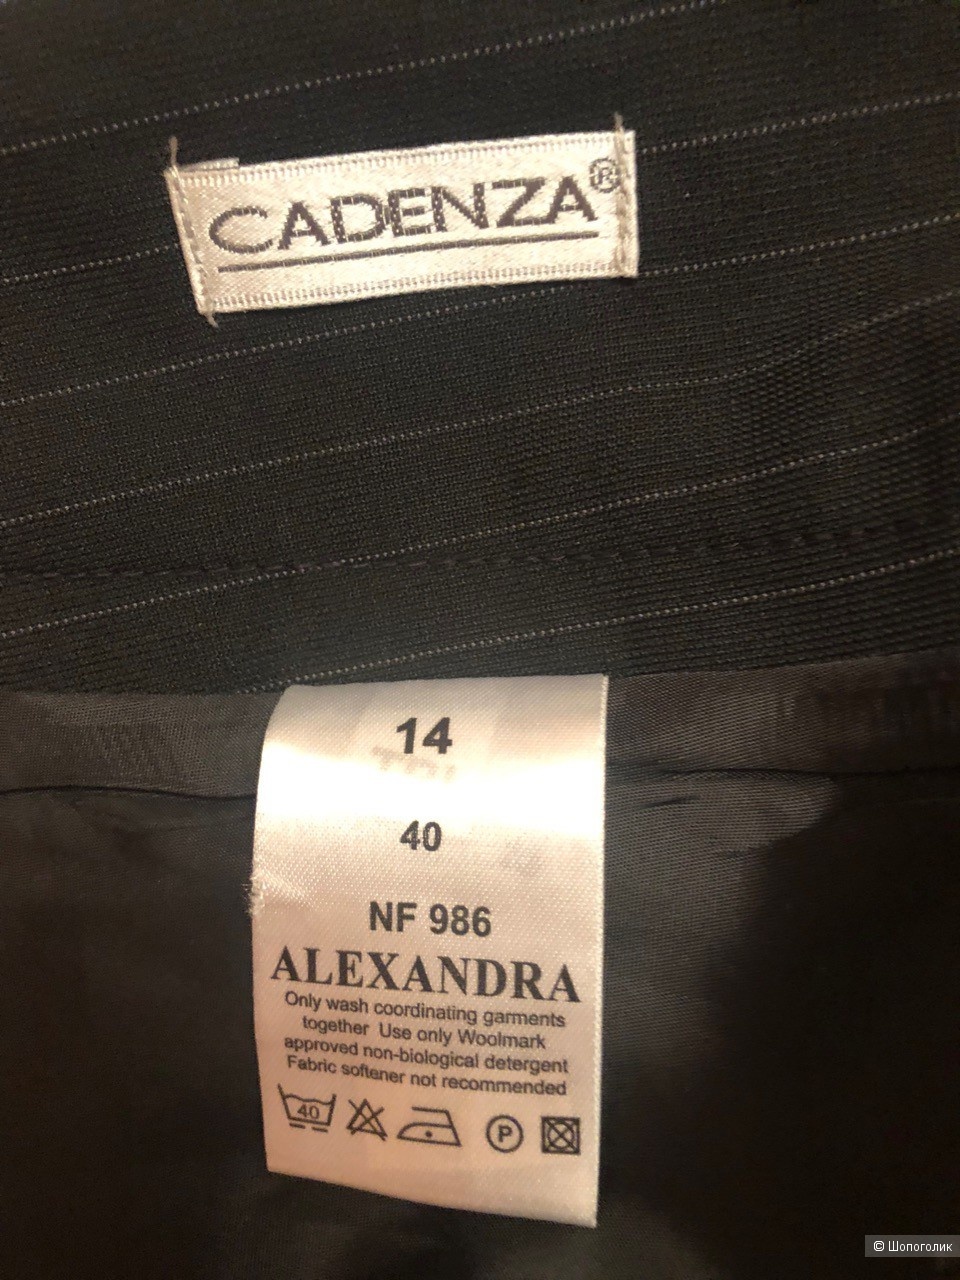 CADENZA®
14
40
NF 986
ALEXANDRA
Only wash coordinating garments
together Use only Woolmark
approved non-biological detergent
Fabric softener not recommended
40
P
© Шопоголик